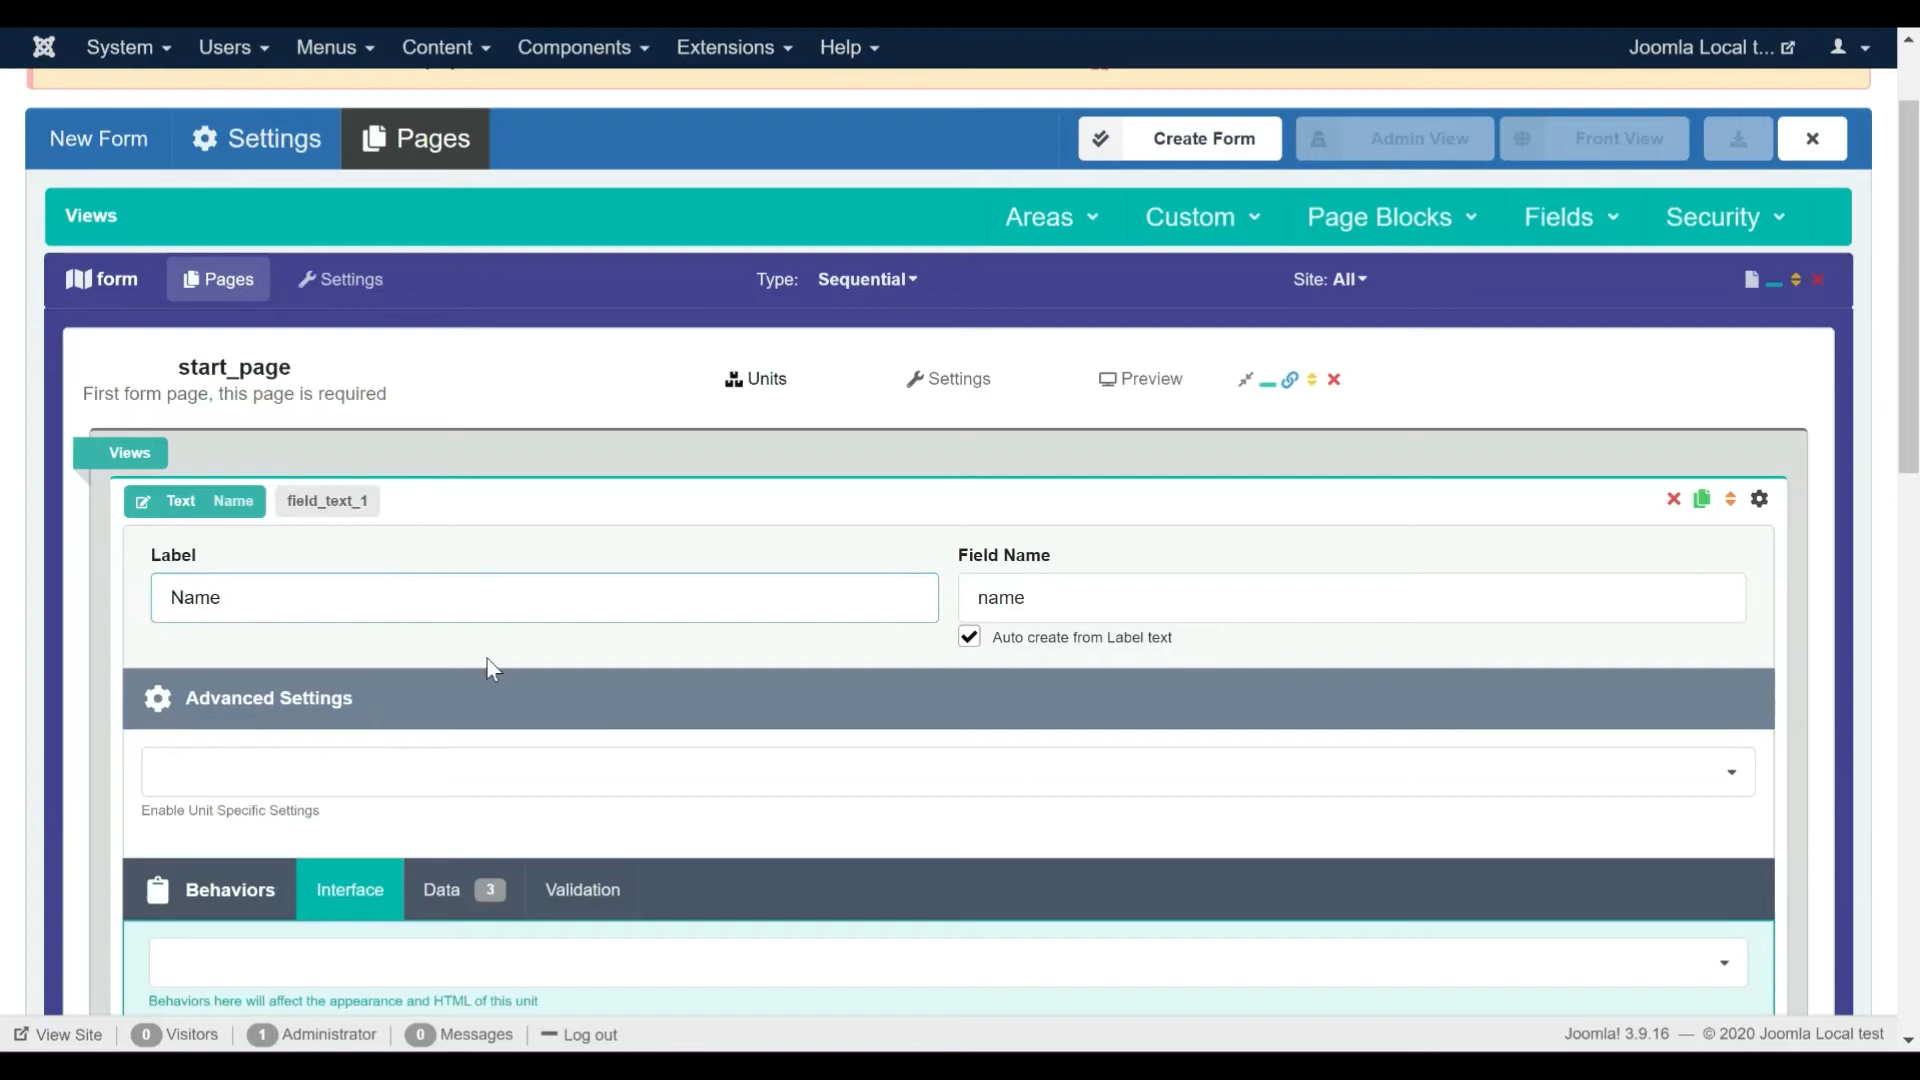 System Users Menus Content Components Extensions Help Joomla Local t...
New Form Settings Pages Create Form Admin View Front View
Views Areas Custom Page Blocks Fields Security
form Pages Settings Type: Sequential Site: All
start_page
First form page, this page is required
Units Settings Preview
Views
Text Name field_text_1
Label Field Name
Name name
Auto create from Label text
Advanced Settings
Enable Unit Specific Settings
Behaviors Interface Data 3 Validation
Behaviors here will affect the appearance and HTML of this unit
View Site 0 Visitors 1 Administrator 0 Messages Log out Joomla! 3.9.16 — © 2020 Joomla Local test